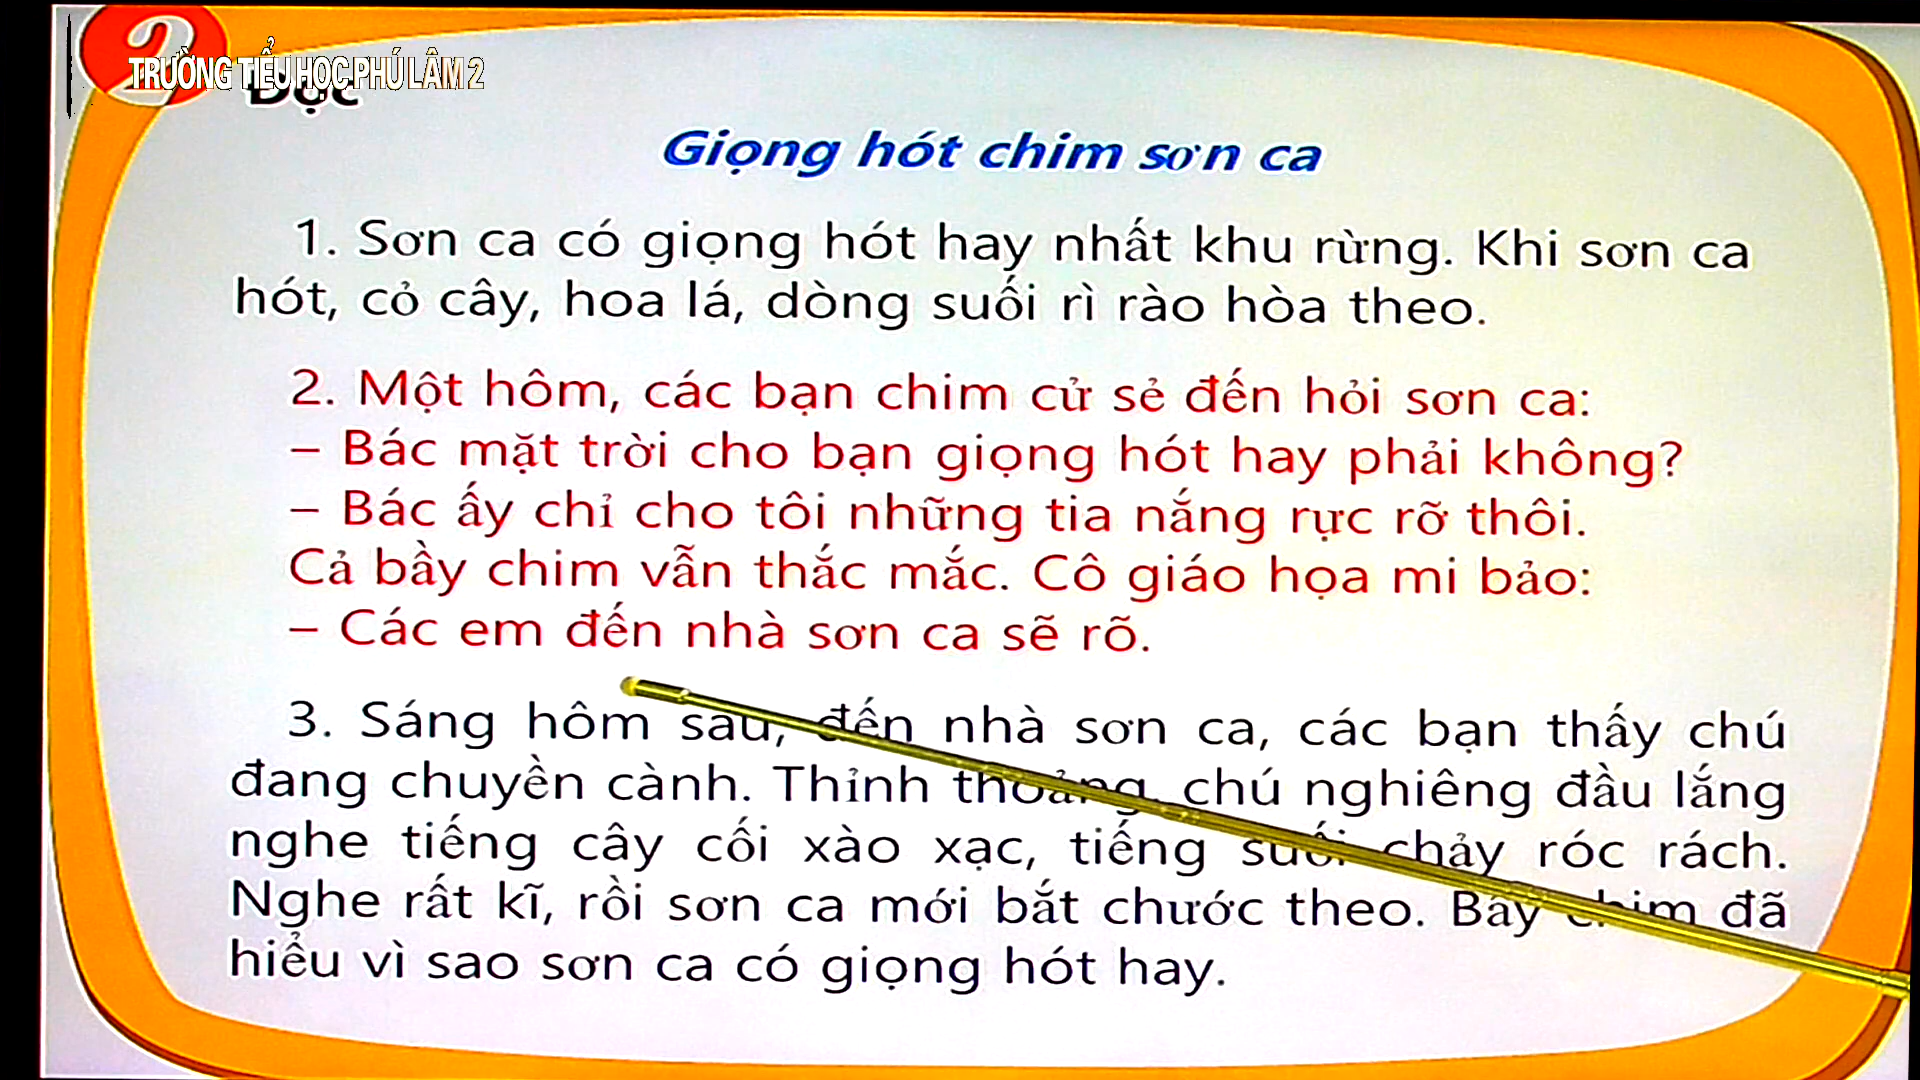 2
TRƯỜNG TIỂU HỌC PHÚ LÂM 2
Đọc
Giọng hót chim sơn ca
1. Sơn ca có giọng hót hay nhất khu rừng. Khi sơn ca
hót, cỏ cây, hoa lá, dòng suối rì rào hòa theo.
2. Một hôm, các bạn chim cử sẻ đến hỏi sơn ca:
– Bác mặt trời cho bạn giọng hót hay phải không?
– Bác ấy chỉ cho tôi những tia nắng rực rỡ thôi.
Cả bầy chim vẫn thắc mắc. Cô giáo họa mi bảo:
– Các em đến nhà sơn ca sẽ rõ.
3. Sáng hôm sau, đến nhà sơn ca, các bạn thấy chú
đang chuyền cành. Thỉnh thoảng, chú nghiêng đầu lắng
nghe tiếng cây cối xào xạc, tiếng suối chảy róc rách.
Nghe rất kĩ, rồi sơn ca mới bắt chước theo. Bầy chim đã
hiểu vì sao sơn ca có giọng hót hay.